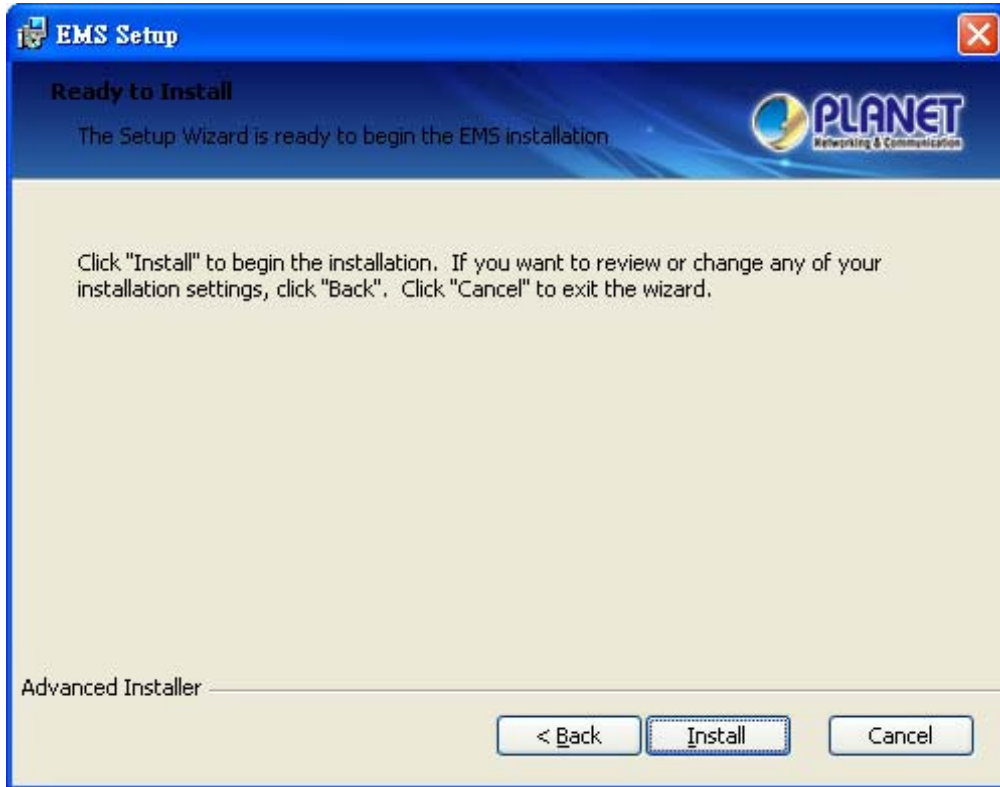 EMS Setup
Ready to Install
The Setup Wizard is ready to begin the EMS installation
PLANET
Networking & Communication
Click "Install" to begin the installation.  If you want to review or change any of your
installation settings, click "Back".  Click "Cancel" to exit the wizard.
Advanced Installer
< Back
Install
Cancel